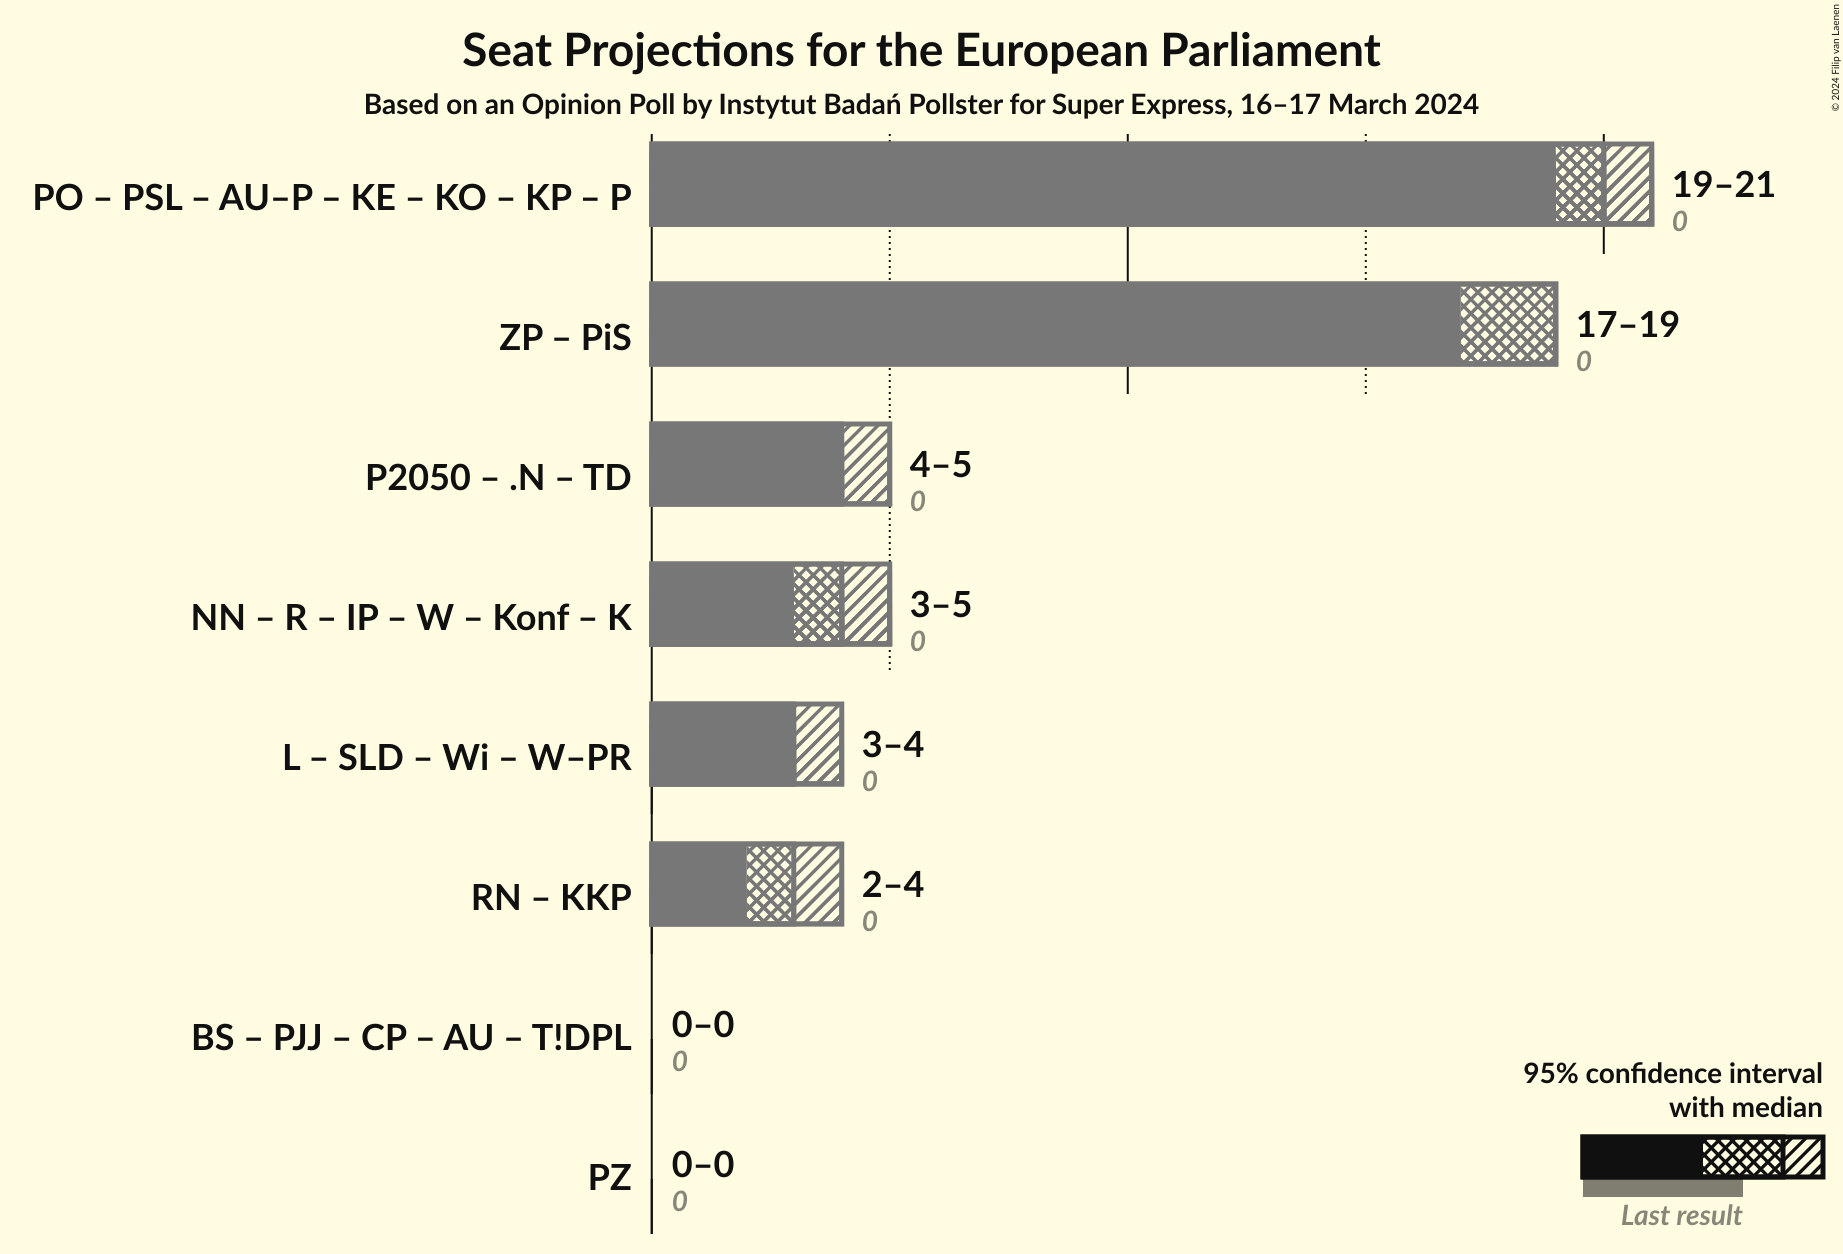 Seat Projections for the European Parliament
Based on an Opinion Poll by Instytut Badań Pollster for Super Express, 16–17 March 2024
© 2024 Filip van Laenen
PO – PSL – AU–P – KE – KO – KP – P
19–21
0
ZP – PiS
17–19
0
P2050 – .N – TD
4–5
0
NN – R – IP – W – Konf – K
3–5
0
L – SLD – Wi – W–PR
3–4
0
RN – KKP
2–4
0
BS – PJJ – CP – AU – T!DPL
0–0
0
PZ
0–0
0
95% confidence interval
with median
Last result